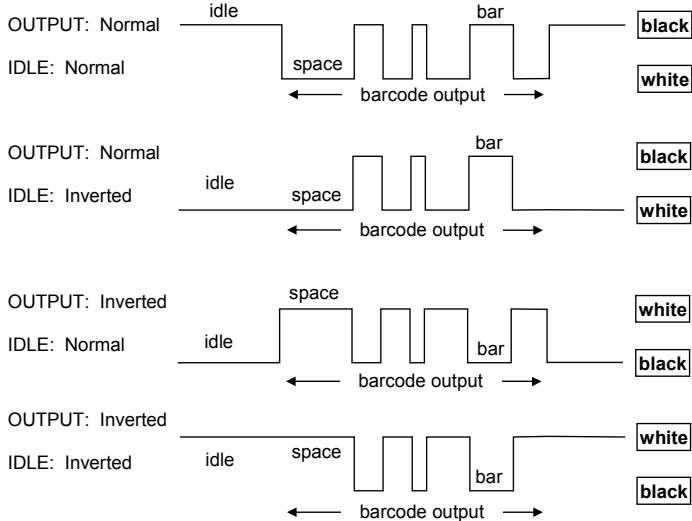 idle
bar
OUTPUT: Normal
black
IDLE: Normal
space
white
barcode output
OUTPUT: Normal
bar
black
IDLE: Inverted
idle
space
white
barcode output
OUTPUT: Inverted
space
white
IDLE: Normal
idle
bar
black
barcode output
OUTPUT: Inverted
white
IDLE: Inverted
idle
space
bar
black
barcode output